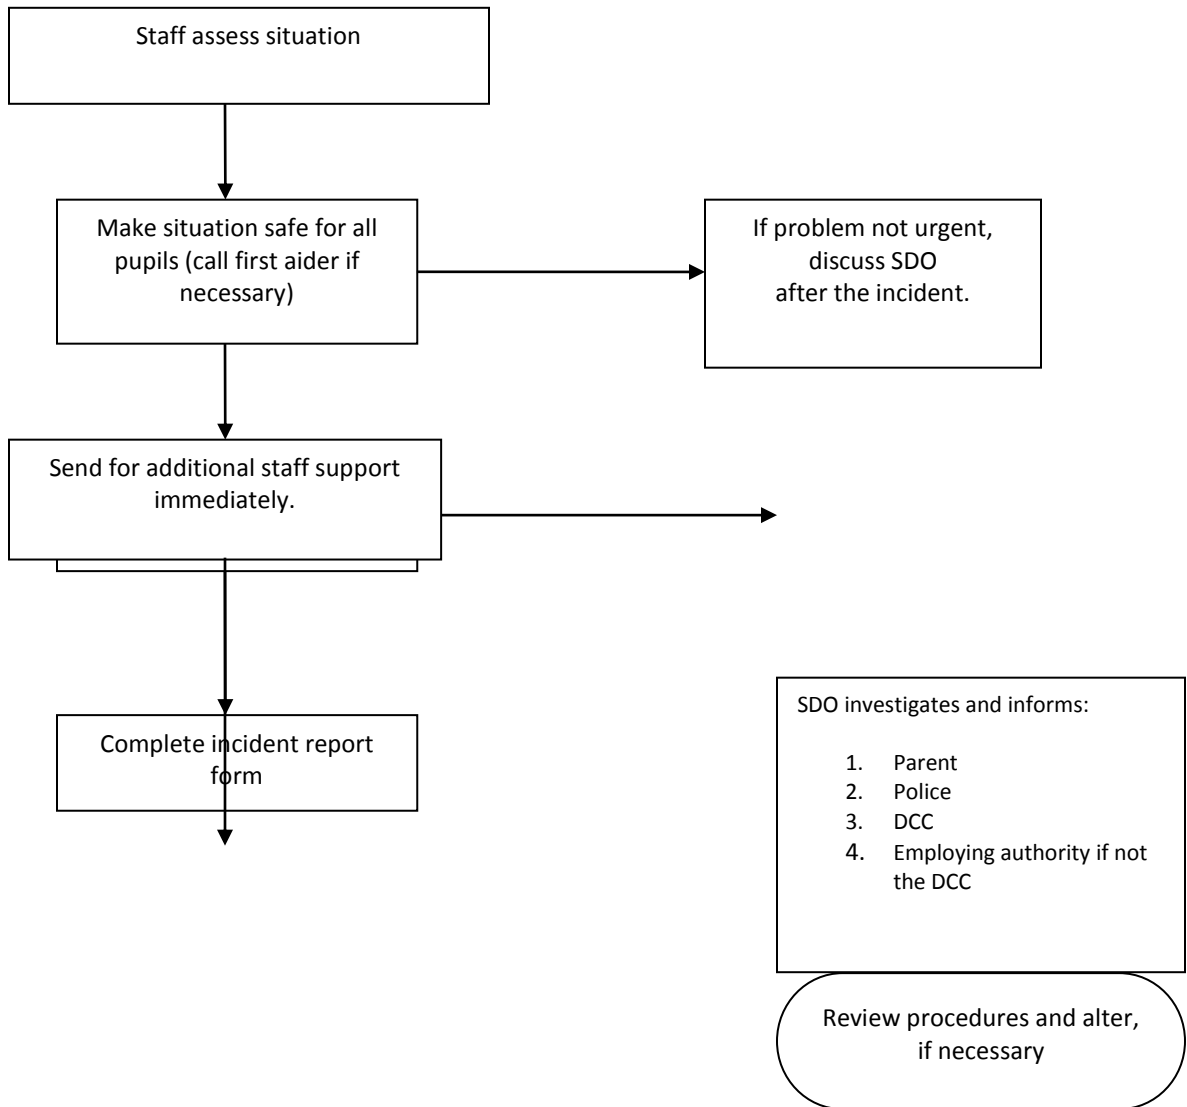 Staff assess situation
Make situation safe for all
pupils (call first aider if
necessary)
If problem not urgent,
discuss SDO
after the incident.
Send for additional staff support
immediately.
Complete incident report
form
SDO investigates and informs:
1. Parent
2. Police
3. DCC
4. Employing authority if not
the DCC
Review procedures and alter,
if necessary